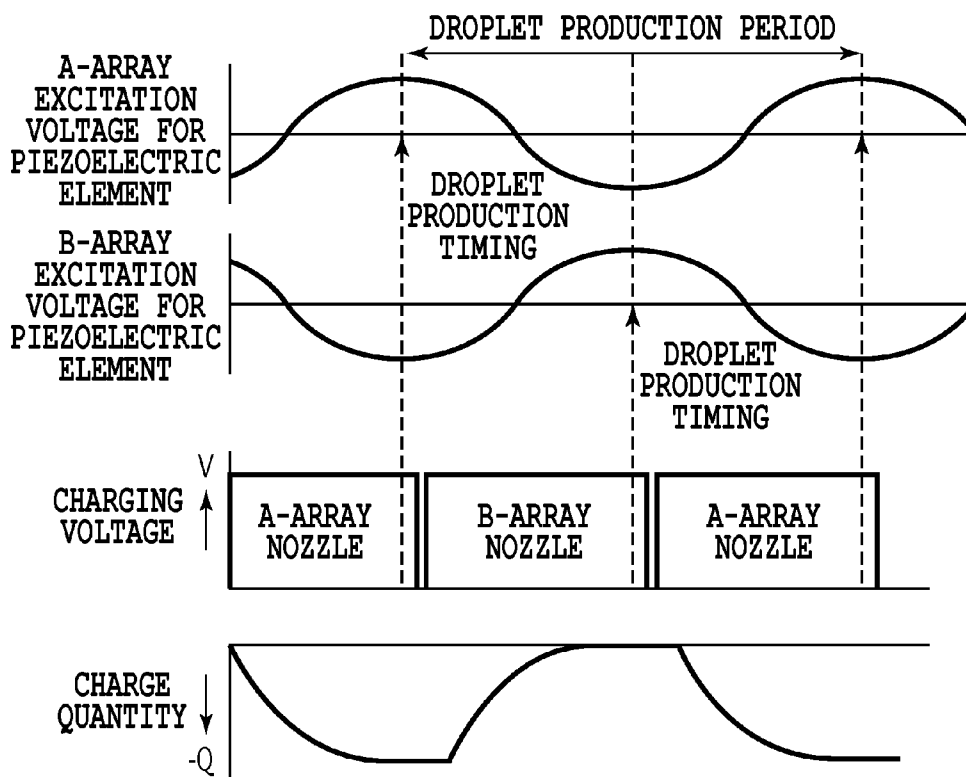 DROPLET PRODUCTION PERIOD
A-ARRAY
EXCITATION
VOLTAGE FOR
PIEZOELECTRIC
ELEMENT
DROPLET
PRODUCTION
TIMING
B-ARRAY
EXCITATION
VOLTAGE FOR
PIEZOELECTRIC
ELEMENT
DROPLET
PRODUCTION
TIMING
V
CHARGING
VOLTAGE
A-ARRAY
NOZZLE
B-ARRAY
NOZZLE
A-ARRAY
NOZZLE
CHARGE
QUANTITY
-Q